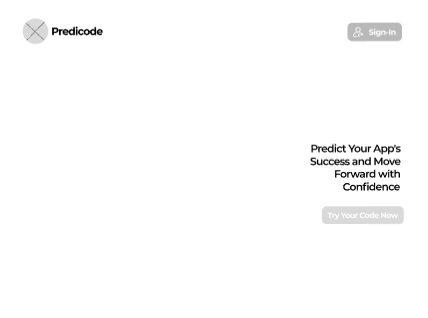 Predicode
Sign-In
Predict Your App's
Success and Move
Forward with
Confidence
Try Your Code Now